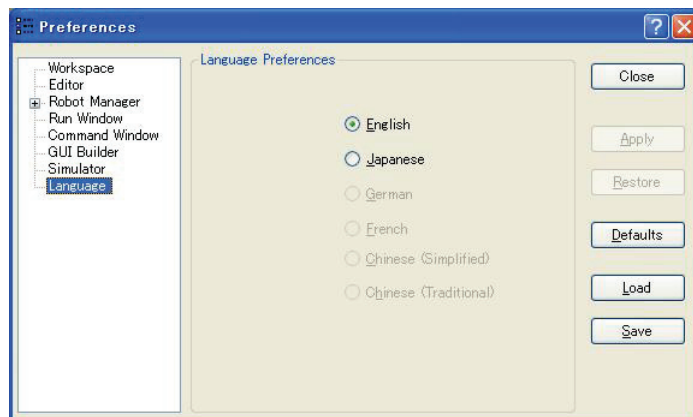 Preferences
Workspace
Editor
Robot Manager
Run Window
Command Window
GUI Builder
Simulator
Language
Language Preferences
English
Japanese
German
French
Chinese (Simplified)
Chinese (Traditional)
Close
Apply
Restore
Defaults
Load
Save